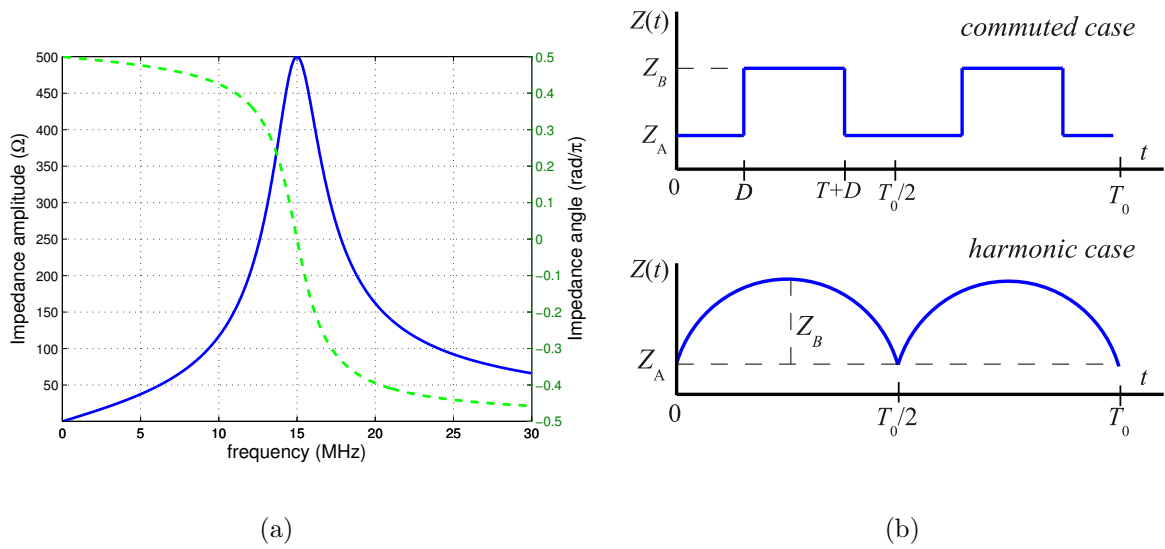 500
450
400
350
300
250
200
150
100
50
Impedance amplitude (Ω)
0.5
0.4
0.3
0.2
0.1
0
-0.1
-0.2
-0.3
-0.4
-0.5
Impedance angle (rad/π)
0 5 10 15 20 25 30
frequency (MHz)
(a)
Z(t)
commuted case
Z_B
Z_A
t
0 D T+D T_0/2 T_0
harmonic case
Z(t)
Z_B
Z_A
t
0 T_0/2 T_0
(b)